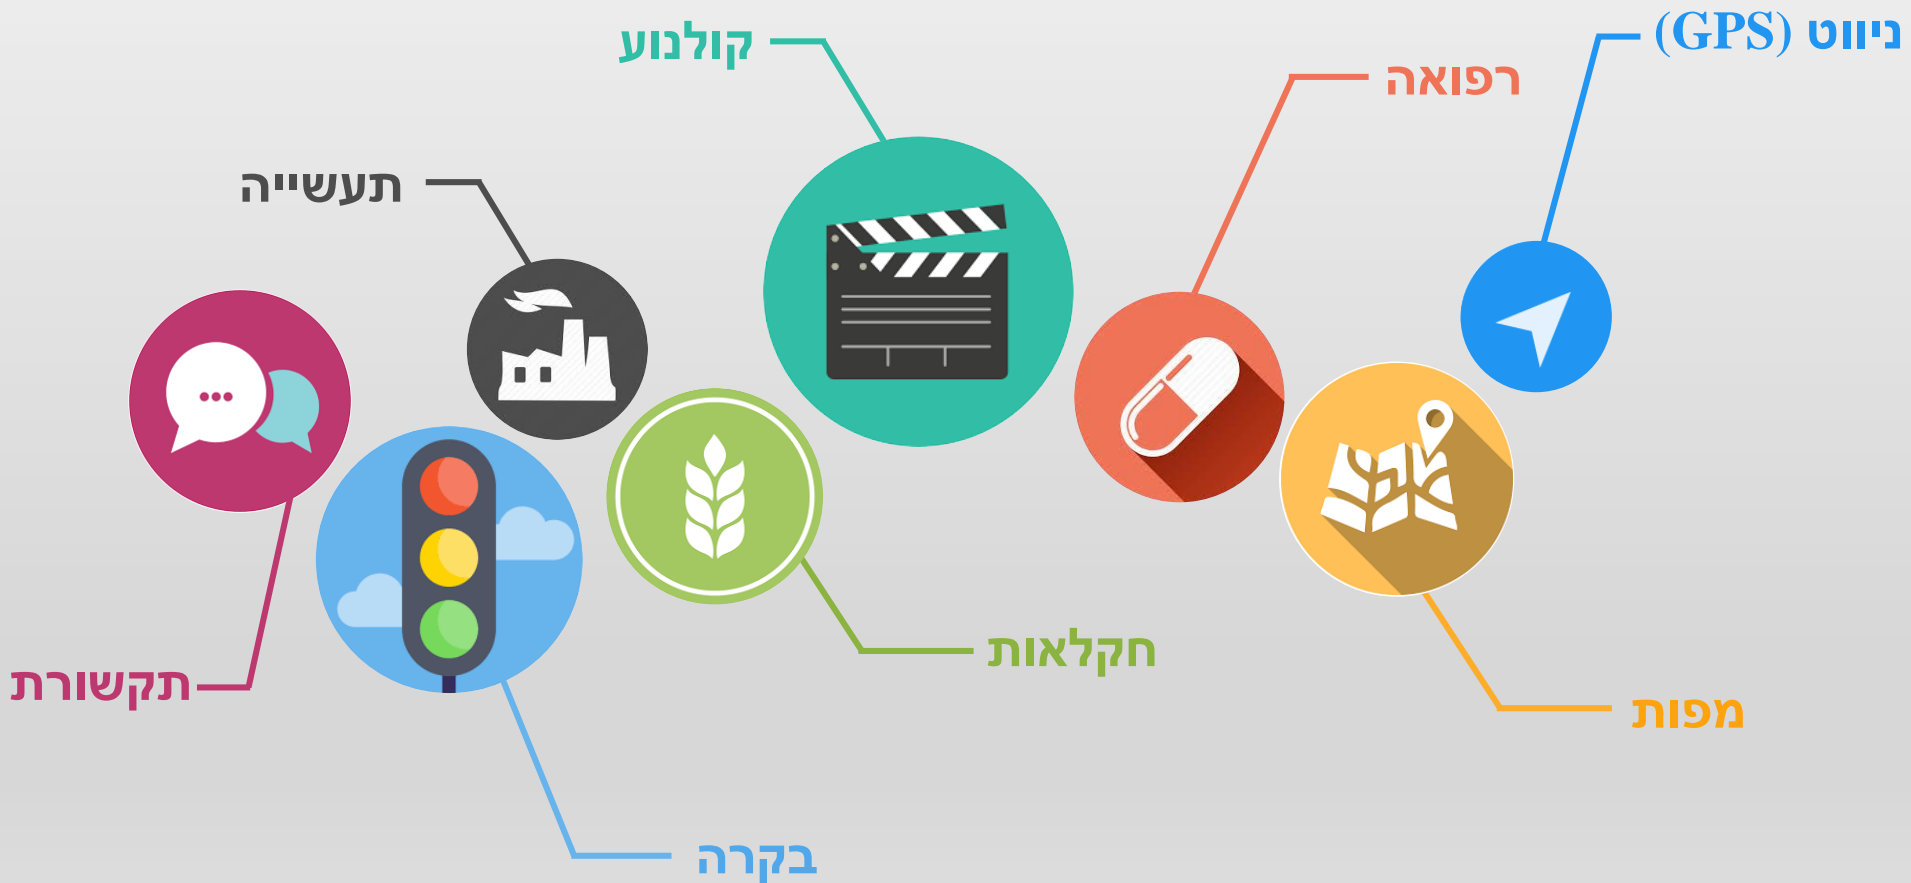 ניווט (GPS)
קולנוע
רפואה
תעשייה
חקלאות
תקשורת
מפות
בקרה